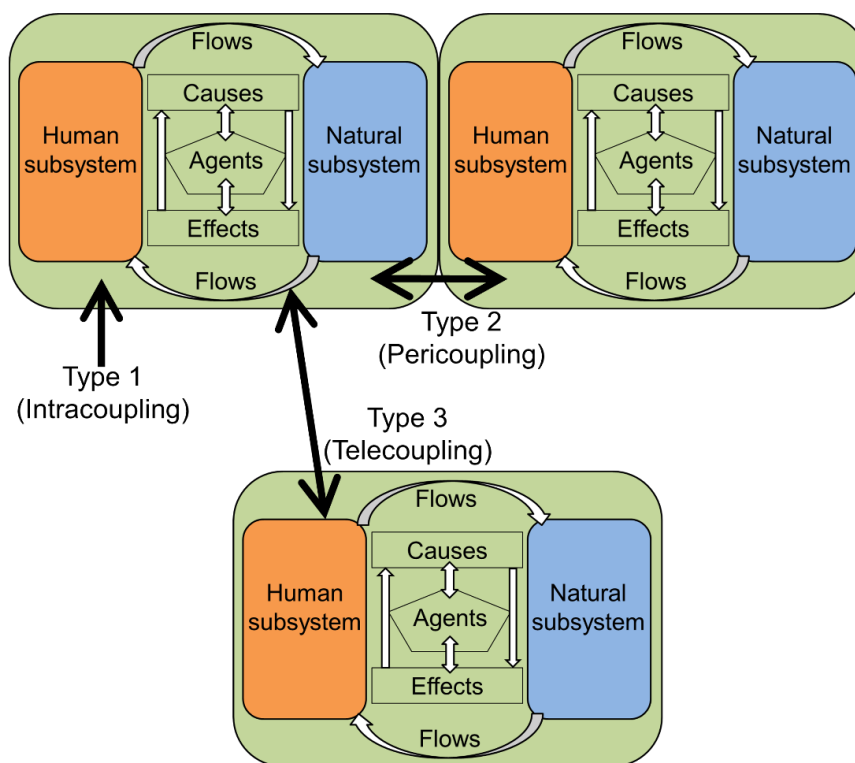 Flows
Human
subsystem
Causes
Agents
Effects
Natural
subsystem
Flows
Flows
Human
subsystem
Causes
Agents
Effects
Natural
subsystem
Flows
Type 1
(Intracoupling)
Type 2
(Pericoupling)
Type 3
(Telecoupling)
Flows
Human
subsystem
Causes
Agents
Effects
Natural
subsystem
Flows